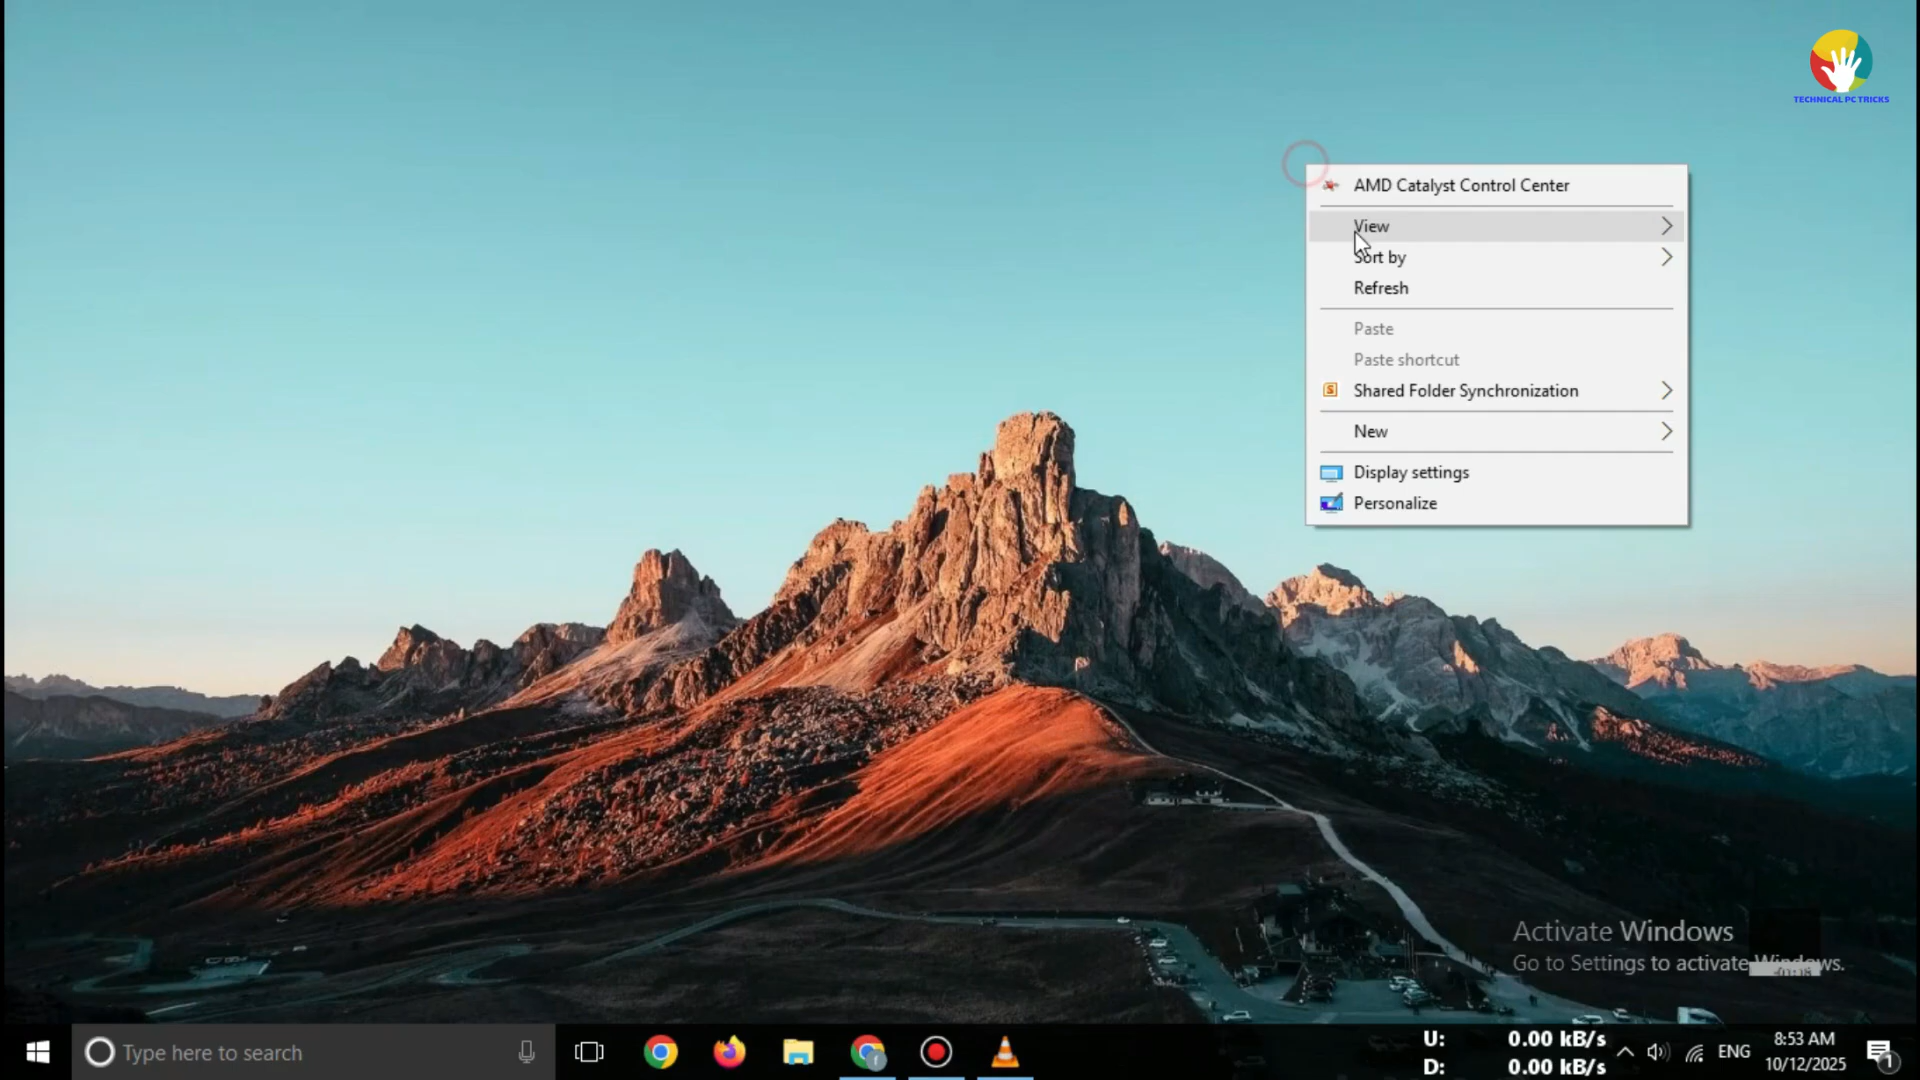 TECHNICAL PC TRICKS
AMD Catalyst Control Center
View
Sort by
Refresh
Paste
Paste shortcut
S
Shared Folder Synchronization
New
Display settings
Personalize
Activate Windows
Go to Settings to activate Windows.
Type here to search
f
U: 0.00 kB/s
D: 0.00 kB/s
ENG
8:53 AM
10/12/2025
1